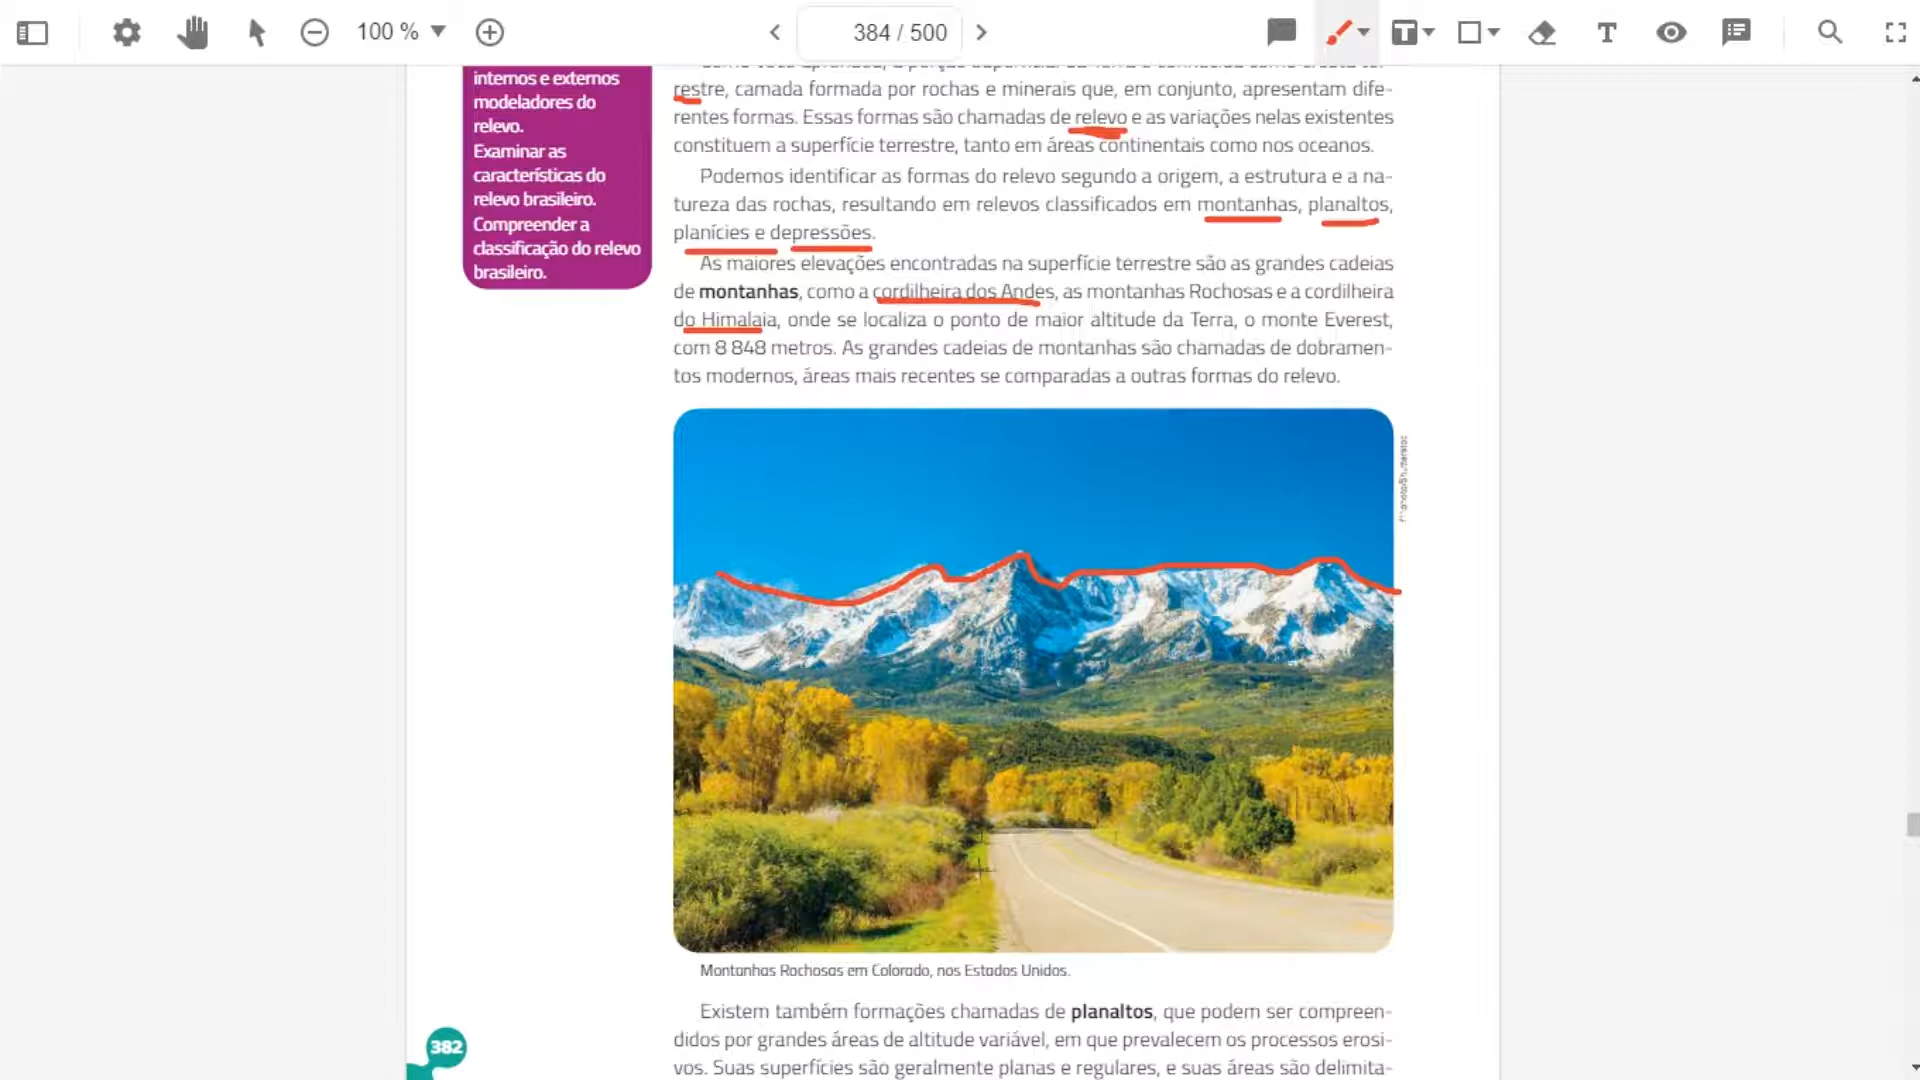 100 %
384 / 500
internos e externos
modeladores do
relevo.
Examinar as
características do
relevo brasileiro.
Compreender a
classificação do relevo
brasileiro.
restre, camada formada por rochas e minerais que, em conjunto, apresentam dife-
rentes formas. Essas formas são chamadas de relevo e as variações nelas existentes
constituem a superfície terrestre, tanto em áreas continentais como nos oceanos.
Podemos identificar as formas do relevo segundo a origem, a estrutura e a na-
tureza das rochas, resultando em relevos classificados em montanhas, planaltos,
planícies e depressões.
As maiores elevações encontradas na superfície terrestre são as grandes cadeias
de montanhas, como a cordilheira dos Andes, as montanhas Rochosas e a cordilheira
do Himalaia, onde se localiza o ponto de maior altitude da Terra, o monte Everest,
com 8 848 metros. As grandes cadeias de montanhas são chamadas de dobramen-
tos modernos, áreas mais recentes se comparadas a outras formas do relevo.
Montanhas Rochosas em Colorado, nos Estados Unidos.
Existem também formações chamadas de planaltos, que podem ser compreen-
didos por grandes áreas de altitude variável, em que prevalecem os processos erosi-
vos. Suas superfícies são geralmente planas e regulares, e suas áreas são delimita-
382